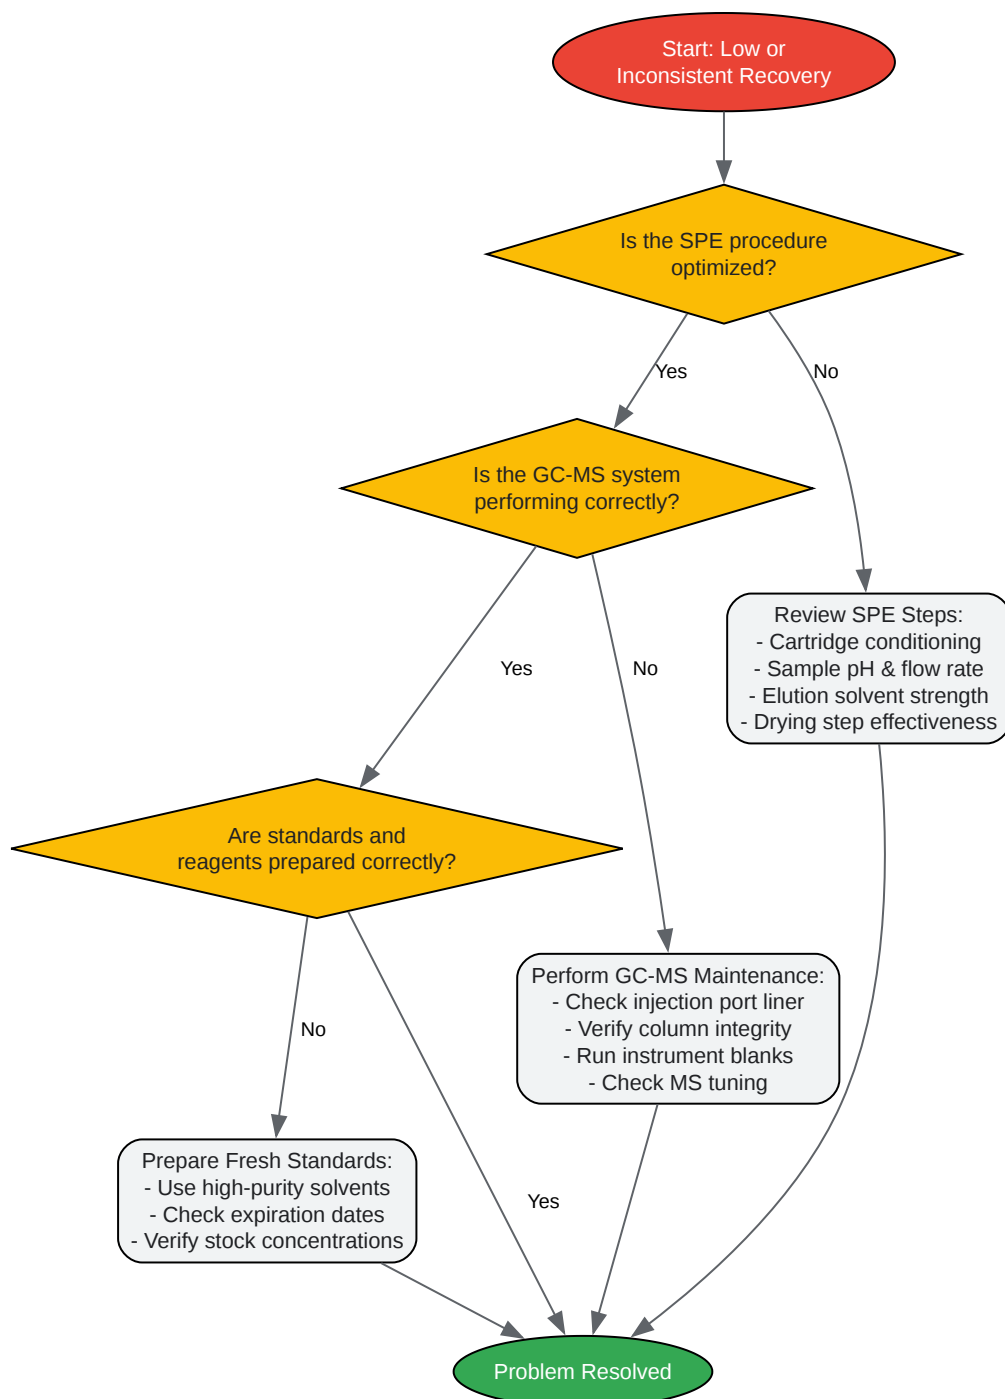 Start: Low or
Inconsistent Recovery
Is the SPE procedure
optimized?
Yes
No
Is the GC-MS system
performing correctly?
Review SPE Steps:
- Cartridge conditioning
- Sample pH & flow rate
- Elution solvent strength
- Drying step effectiveness
Yes
No
Are standards and
reagents prepared correctly?
Perform GC-MS Maintenance:
- Check injection port liner
- Verify column integrity
- Run instrument blanks
- Check MS tuning
No
Prepare Fresh Standards:
- Use high-purity solvents
- Check expiration dates
- Verify stock concentrations
Yes
Problem Resolved